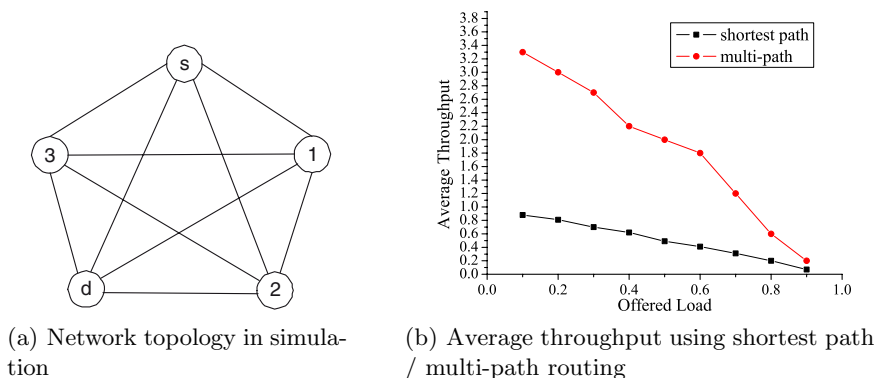 s
3
1
d
2
(a) Network topology in simula-
tion
Average Throughput
3.8
3.6
3.4
3.2
3.0
2.8
2.6
2.4
2.2
2.0
1.8
1.6
1.4
1.2
1.0
0.8
0.6
0.4
0.2
0.0
shortest path
multi-path
0.0 0.2 0.4 0.6 0.8 1.0
Offered Load
(b) Average throughput using shortest path
/ multi-path routing